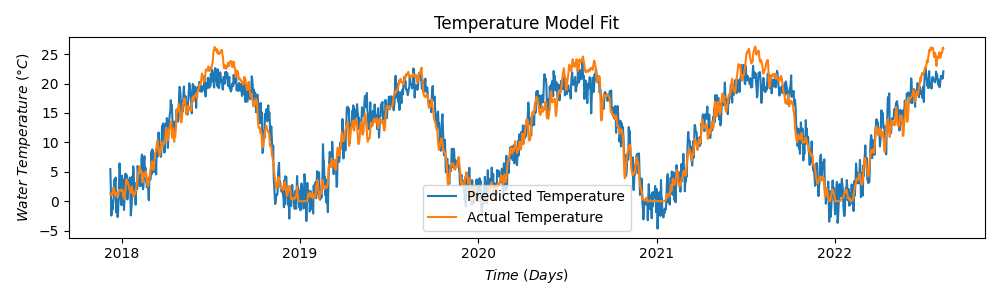 Temperature Model Fit
Water Temperature (°C)
25
20
15
10
5
0
−5
Predicted Temperature
Actual Temperature
2018 2019 2020 2021 2022
Time (Days)